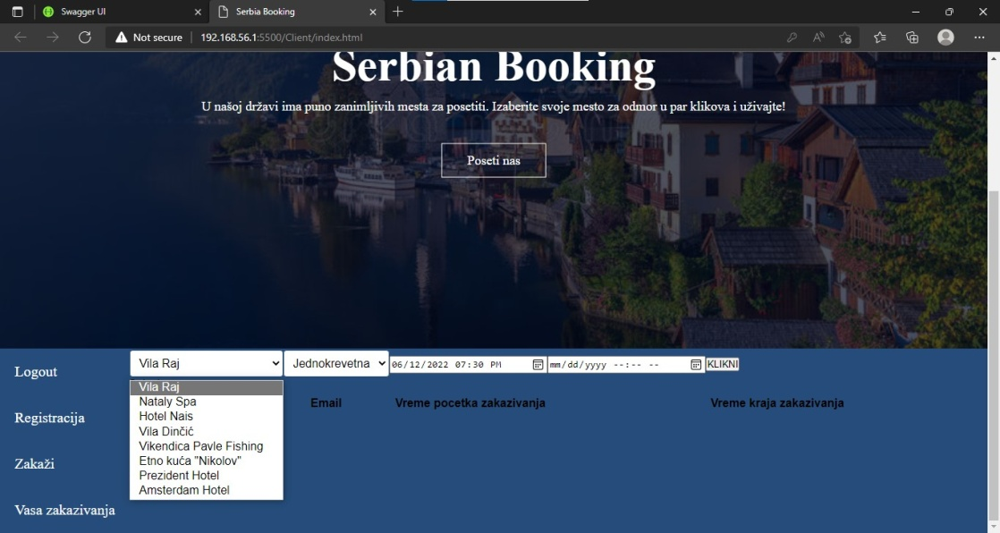 Swagger UI
Serbia Booking
Not secure
192.168.56.1:5500/Client/index.html
Serbian Booking
U našoj državi ima puno zanimljivih mesta za posetiti. Izaberite svoje mesto za odmor u par klikova i uživajte!
Poseti nas
Logout
Registracija
Zakaži
Vasa zakazivanja
Vila Raj
Jednokrevetna
06/12/2022 07:30 PM
mm/dd/yyyy --:-- --
KLIKNI
Vila Raj
Nataly Spa
Hotel Nais
Vila Dinčić
Vikendica Pavle Fishing
Etno kuća "Nikolov"
Prezident Hotel
Amsterdam Hotel
Email
Vreme pocetka zakazivanja
Vreme kraja zakazivanja